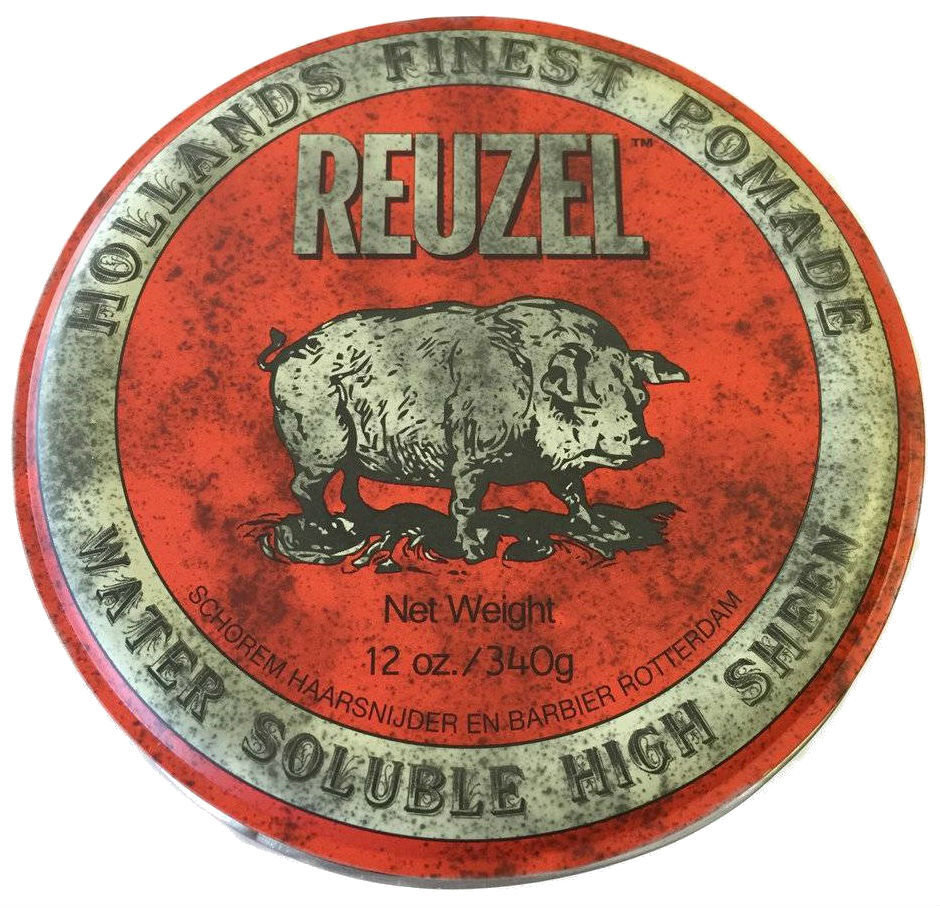 HOLLANDS FINEST POMADE
REUZEL™
Net Weight
12 oz./340g
SCHOREM HAARSNIJDER EN BARBIER ROTTERDAM
WATER SOLUBLE HIGH SHEEN